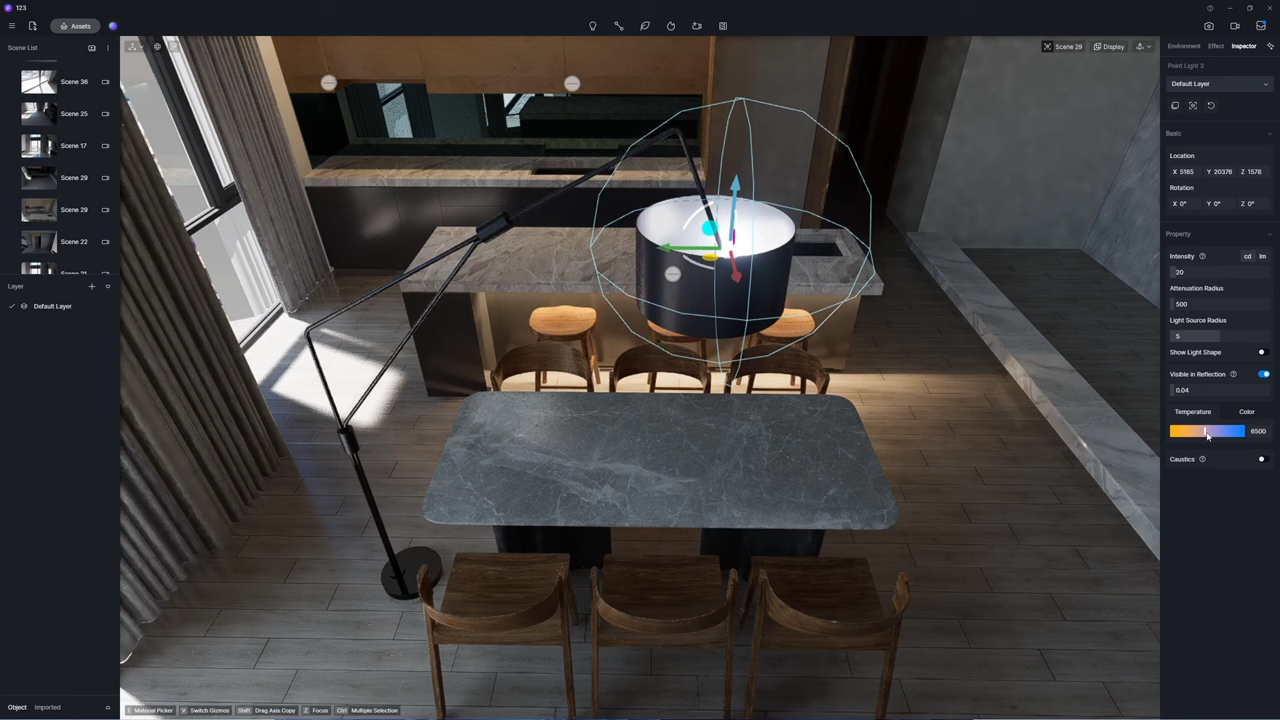 123
Assets
Scene List
Scene 36
Scene 25
Scene 17
Scene 29
Scene 29
Scene 22
Layer
Default Layer
Object Imported
Scene 29 Display
Material Picker V Switch Gizmos Shift Drag Axis Copy Z Focus Ctrl Multiple Selection
Environment Effect Inspector
Point Light 3
Default Layer
Basic
Location
X 5165 Y 20376 Z 1578
Rotation
X 0° Y 0° Z 0°
Property
Intensity cd lm
20
Attenuation Radius
500
Light Source Radius
5
Show Light Shape
Visible in Reflection
0.04
Temperature Color
6500
Caustics